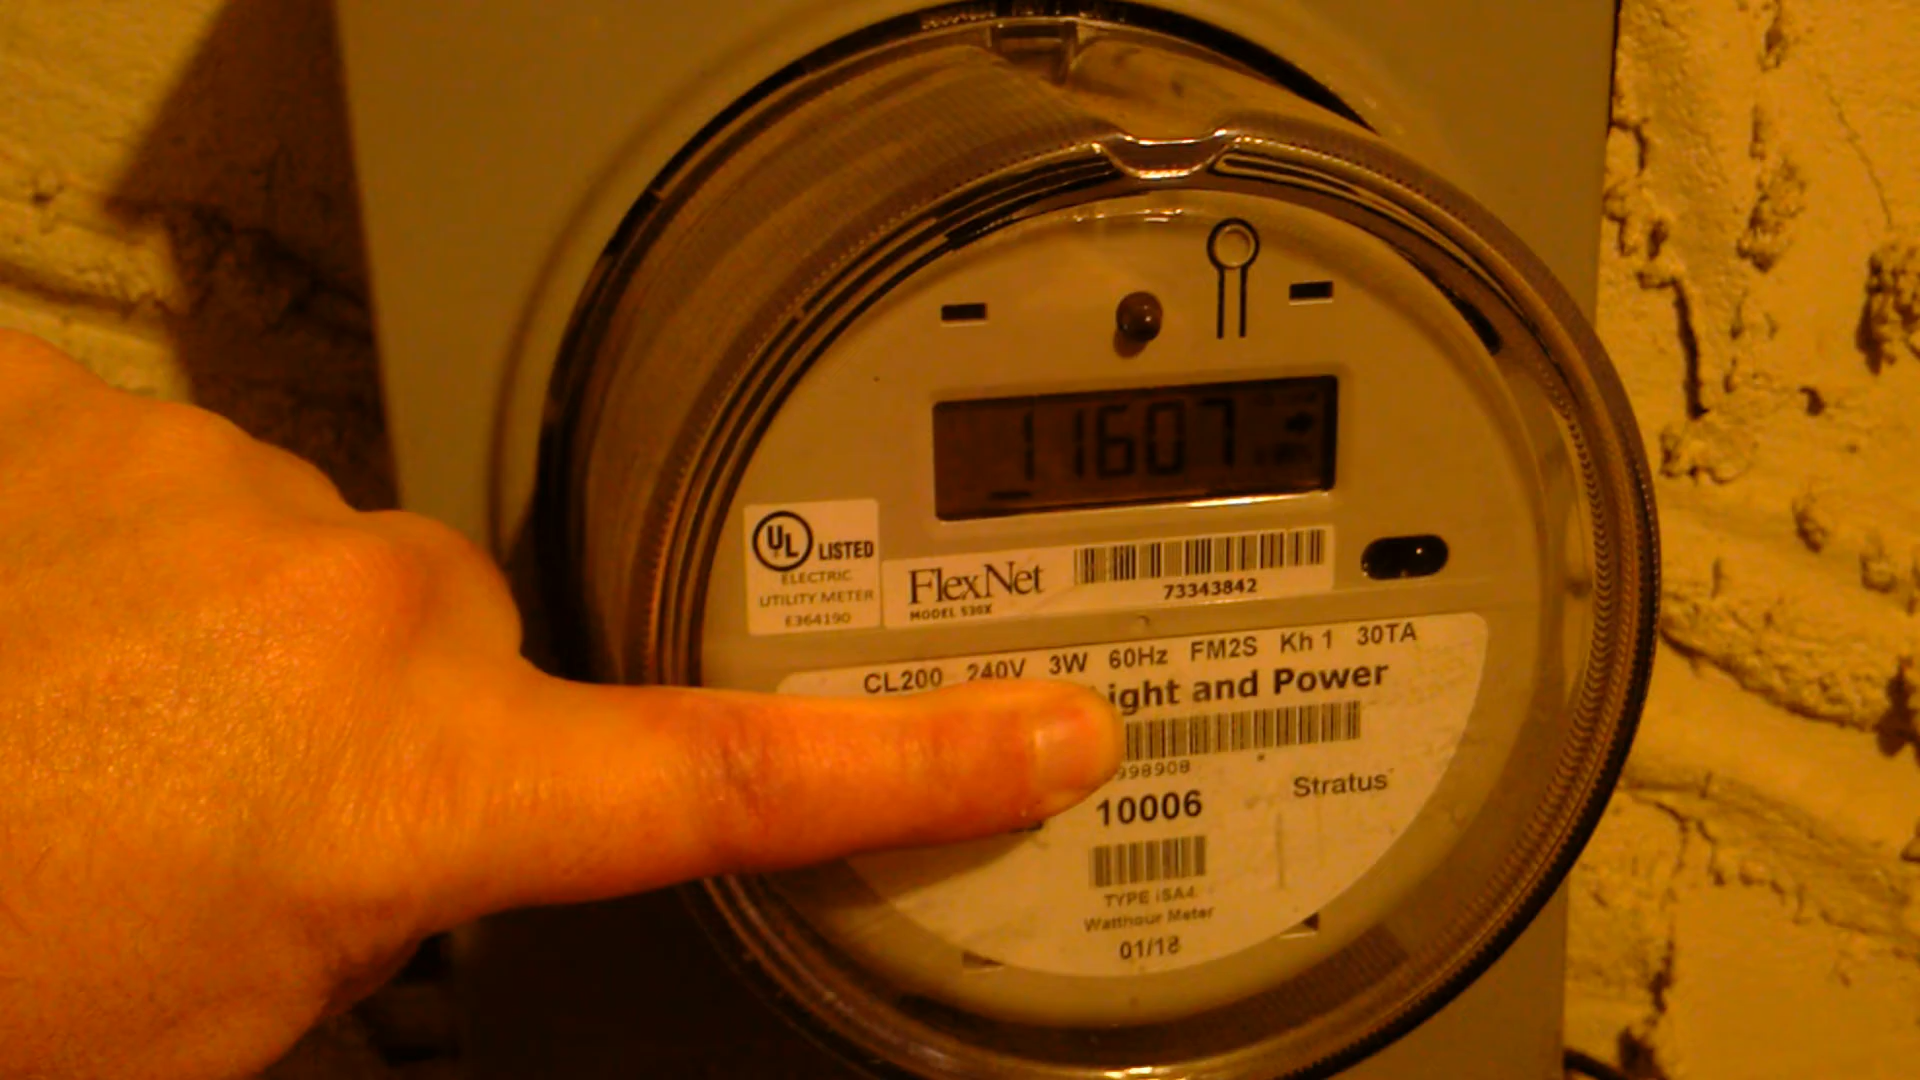 11607
UL LISTED
ELECTRIC
UTILITY METER
E364190
FlexNet
MODEL 530X
73343842
CL200 240V 3W 60Hz FM2S Kh 1 30TA
ight and Power
998908
Stratus
10006
TYPE iSA4
Watthour Meter
01/18